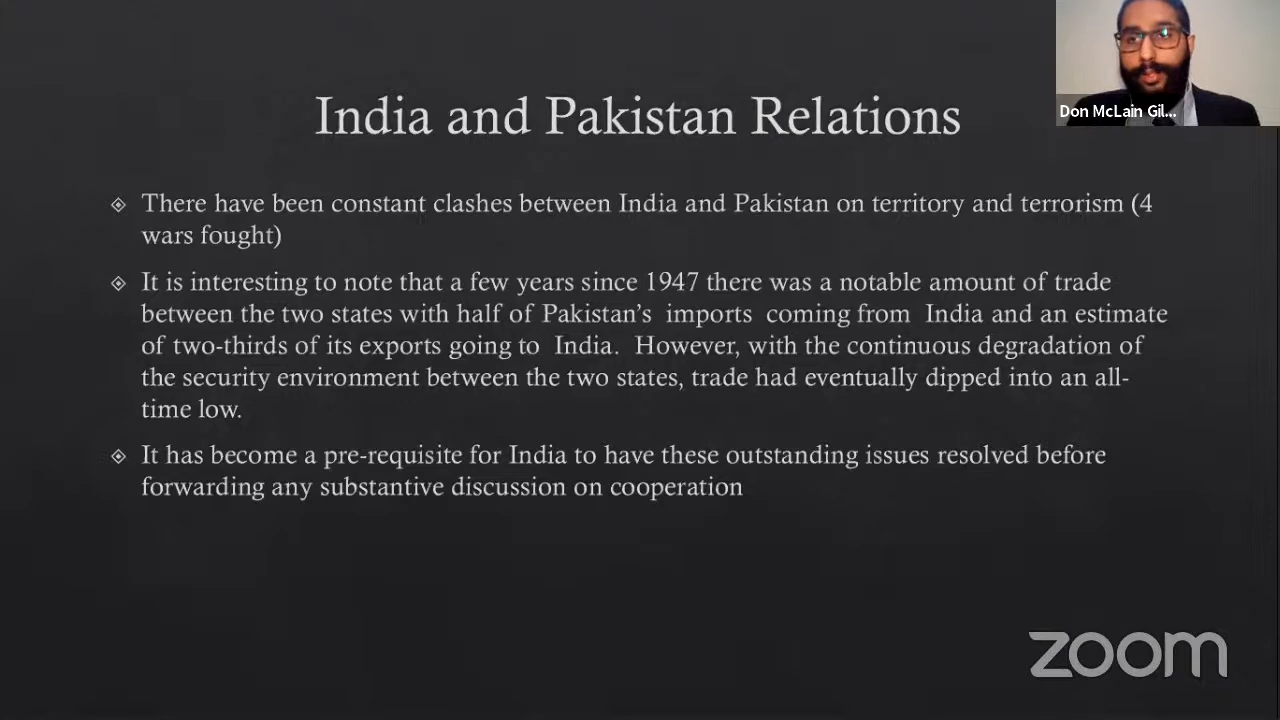 India and Pakistan Relations
There have been constant clashes between India and Pakistan on territory and terrorism (4
wars fought)
It is interesting to note that a few years since 1947 there was a notable amount of trade
between the two states with half of Pakistan’s imports coming from India and an estimate
of two-thirds of its exports going to India. However, with the continuous degradation of
the security environment between the two states, trade had eventually dipped into an all-
time low.
It has become a pre-requisite for India to have these outstanding issues resolved before
forwarding any substantive discussion on cooperation
Don McLain Gil...
zoom